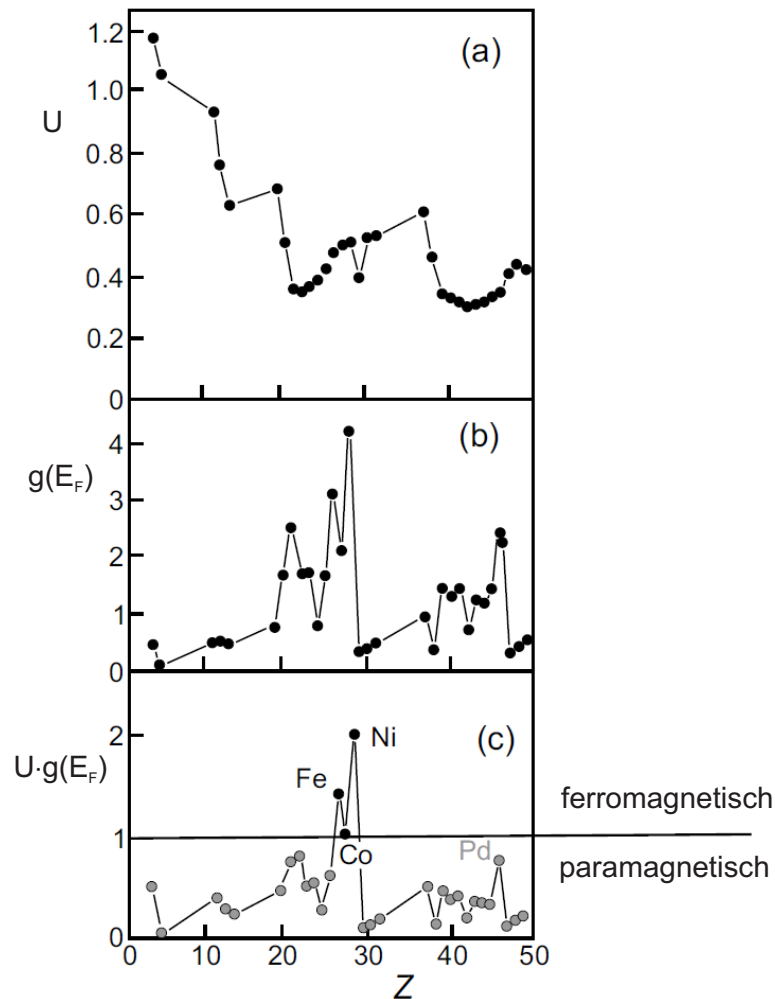 1.2
(a)
1.0
U
0.8
0.6
0.4
0.2
0
(b)
4
g(E_F)
3
2
1
0
2
Ni
(c)
U·g(E_F)
Fe
ferromagnetisch
1
Co
Pd
paramagnetisch
0
0 10 20 30 40 50
Z